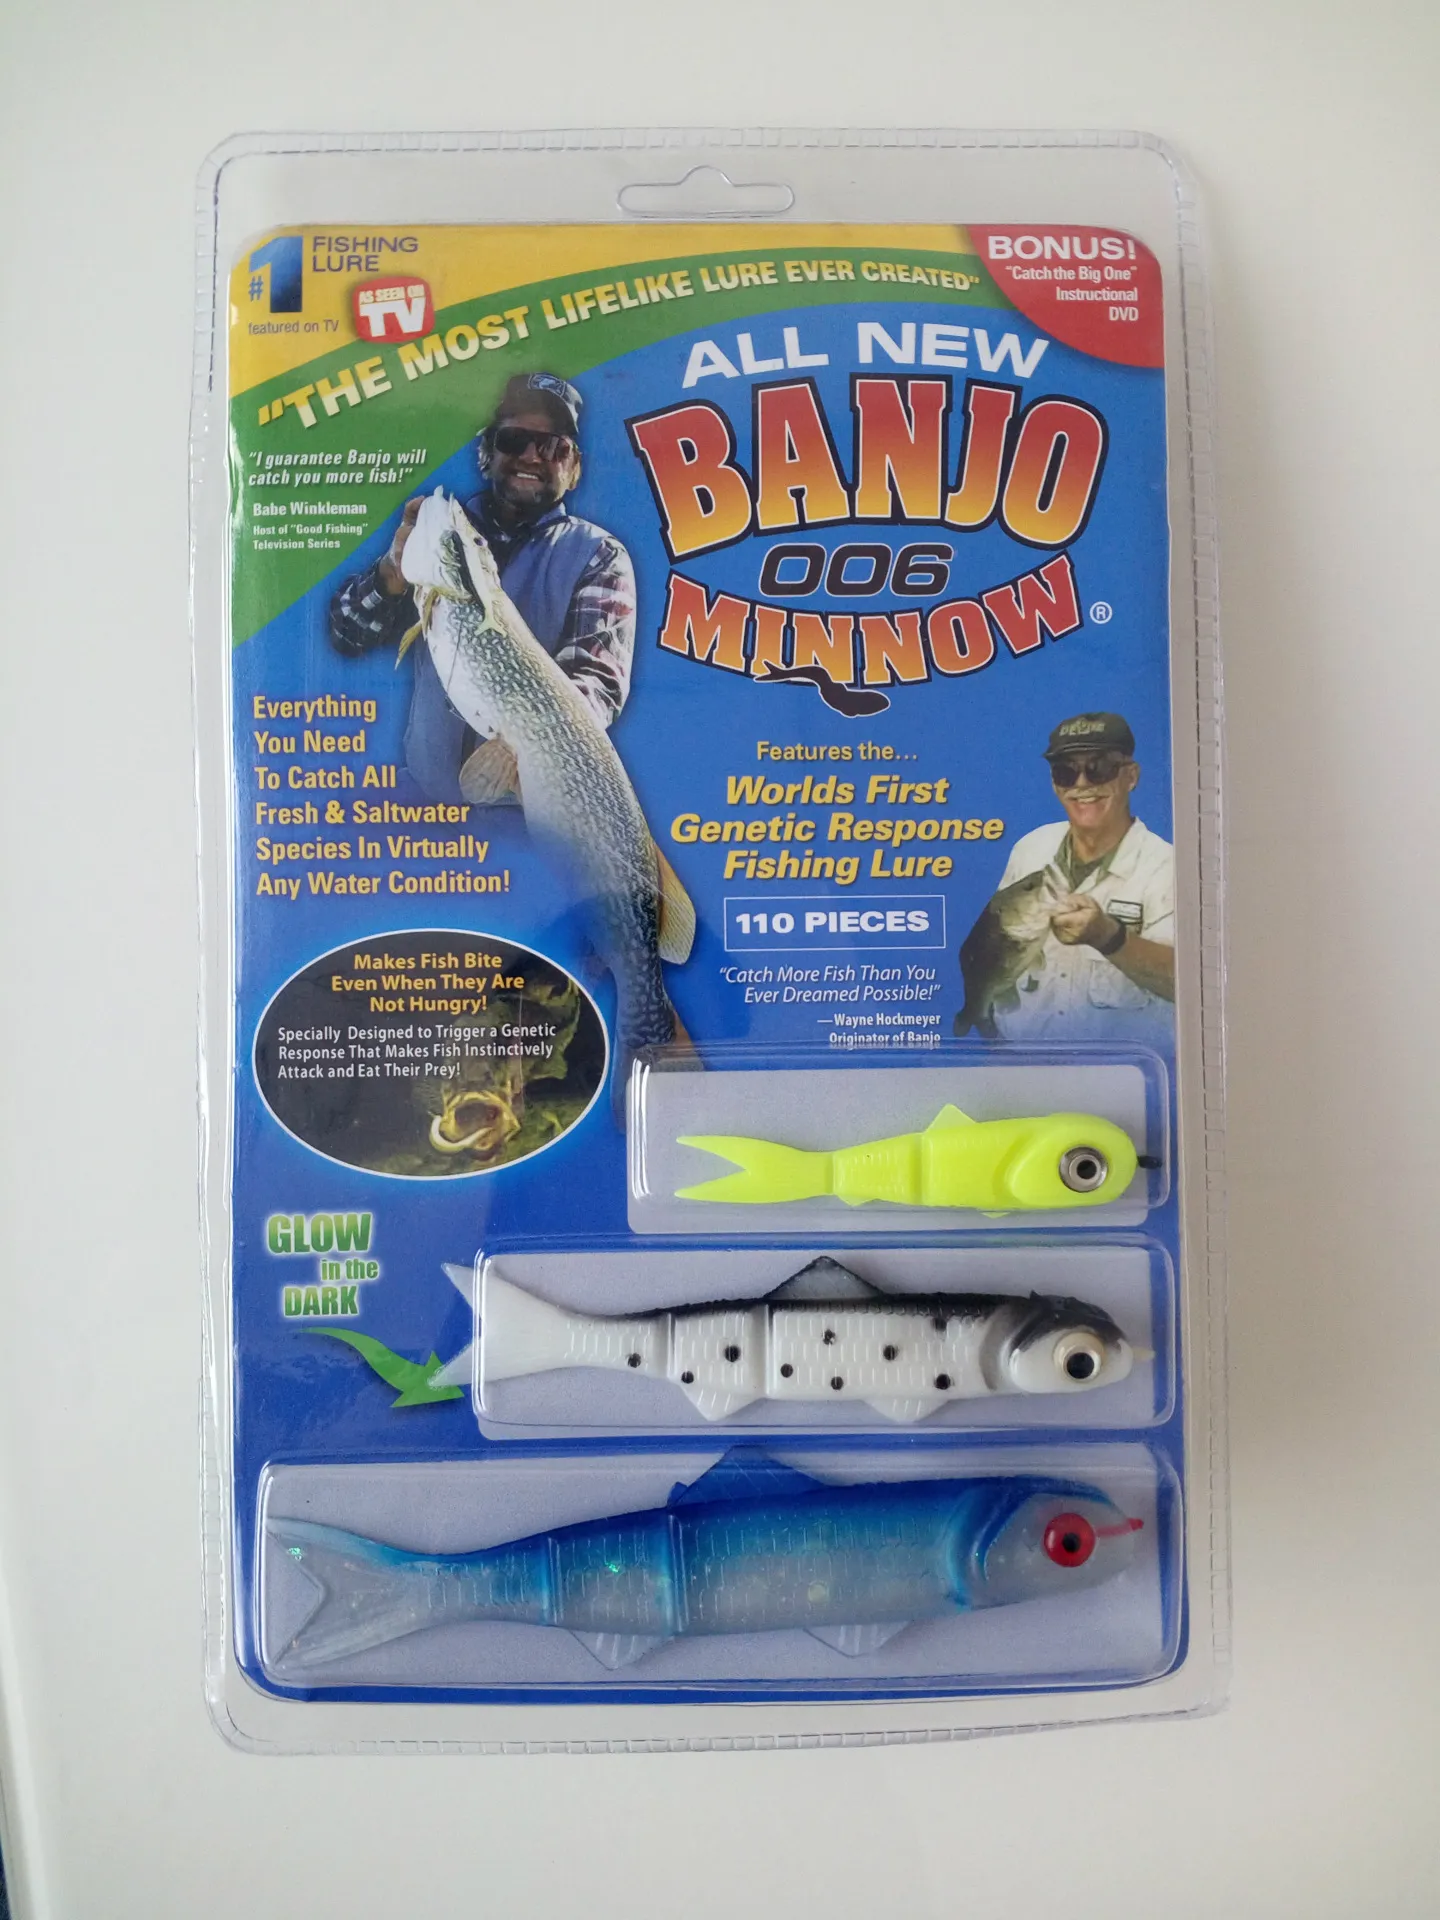 #1 FISHING
LURE
featured on TV
AS SEEN ON
TV
"THE MOST LIFELIKE LURE EVER CREATED"
BONUS!
"Catch the Big One"
Instructional
DVD
ALL NEW
BANJO
006
MINNOW®
"I guarantee Banjo will
catch you more fish!"
Babe Winkleman
Host of "Good Fishing"
Television Series
Everything
You Need
To Catch All
Fresh & Saltwater
Species In Virtually
Any Water Condition!
Features the...
Worlds First
Genetic Response
Fishing Lure
110 PIECES
"Catch More Fish Than You
Ever Dreamed Possible!"
—Wayne Hockmeyer
Originator of Banjo
Makes Fish Bite
Even When They Are
Not Hungry!
Specially Designed to Trigger a Genetic
Response That Makes Fish Instinctively
Attack and Eat Their Prey!
GLOW
in the
DARK